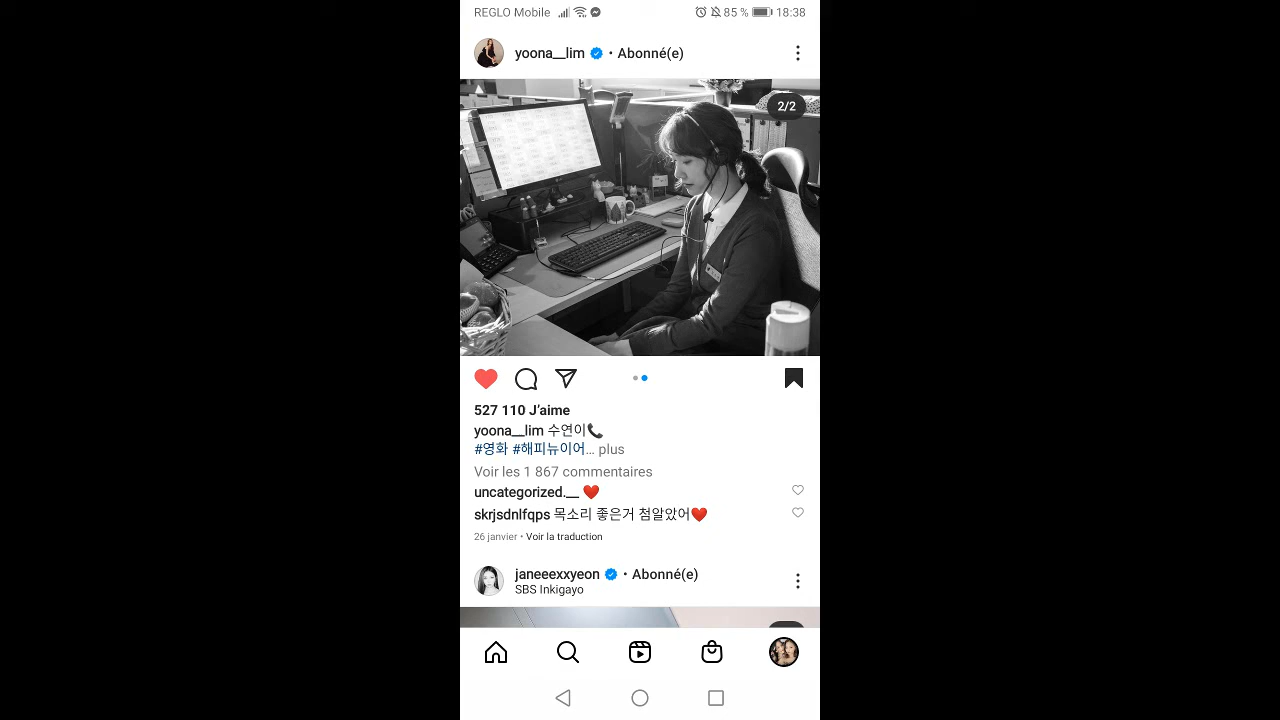 REGLO Mobile 85 % 18:38
yoona__lim • Abonné(e)
2/2
527 110 J'aime
yoona__lim 수연이📞
#영화 #해피뉴이어... plus
Voir les 1 867 commentaires
uncategorized.__ ❤️
skrjsdnlfqps 목소리 좋은거 첨알았어❤️
26 janvier • Voir la traduction
janeeexxyeon • Abonné(e)
SBS Inkigayo